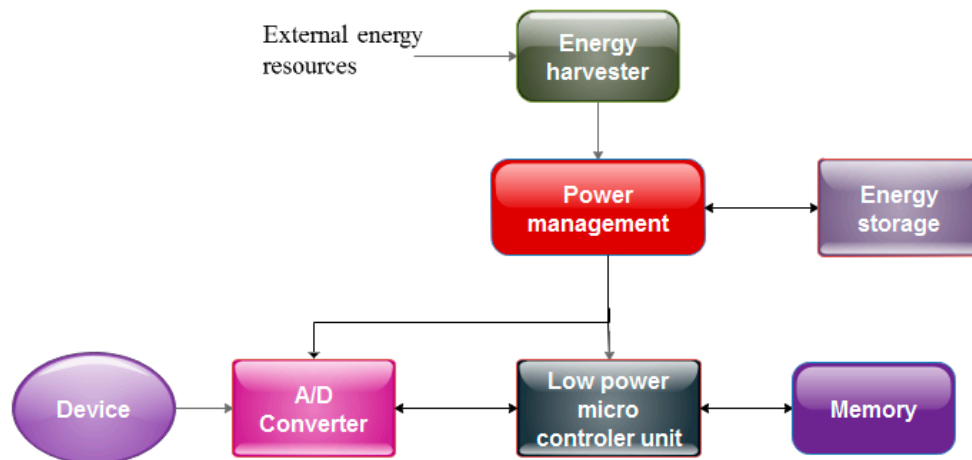 External energy
resources
Energy
harvester
Power
management
Energy
storage
Device
A/D
Converter
Low power
micro
controler unit
Memory